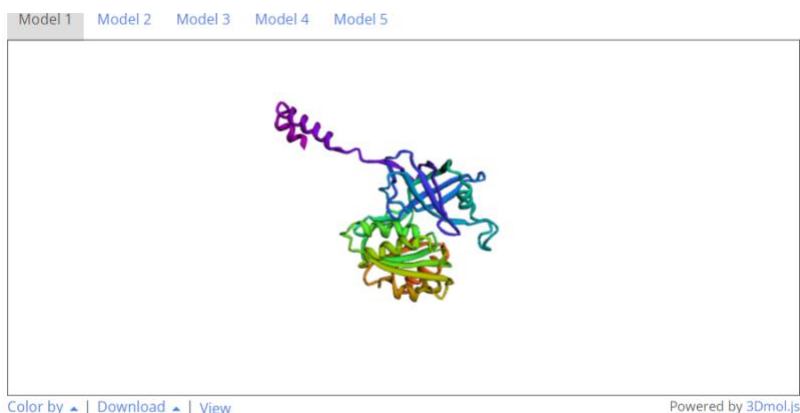 Model 1 Model 2 Model 3 Model 4 Model 5
Color by ▲ | Download ▲ | View
Powered by 3Dmol.js